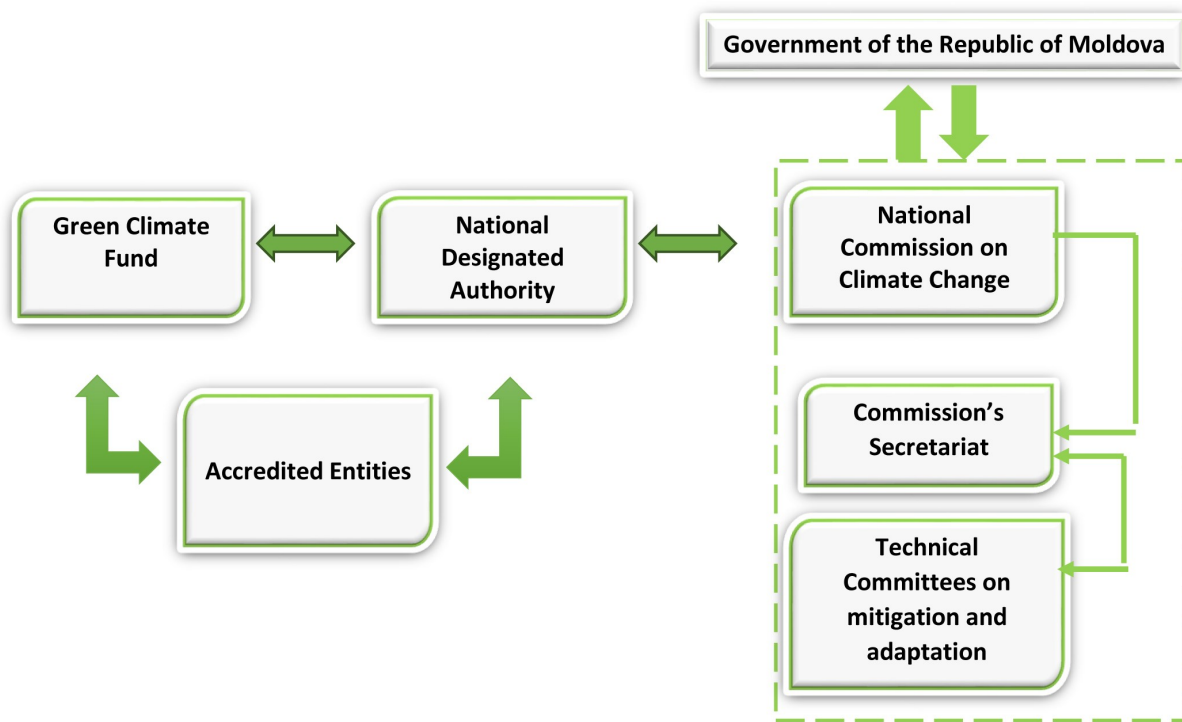 Government of the Republic of Moldova
Green Climate
Fund
National
Designated
Authority
National
Commission on
Climate Change
Accredited Entities
Commission’s
Secretariat
Technical
Committees on
mitigation and
adaptation